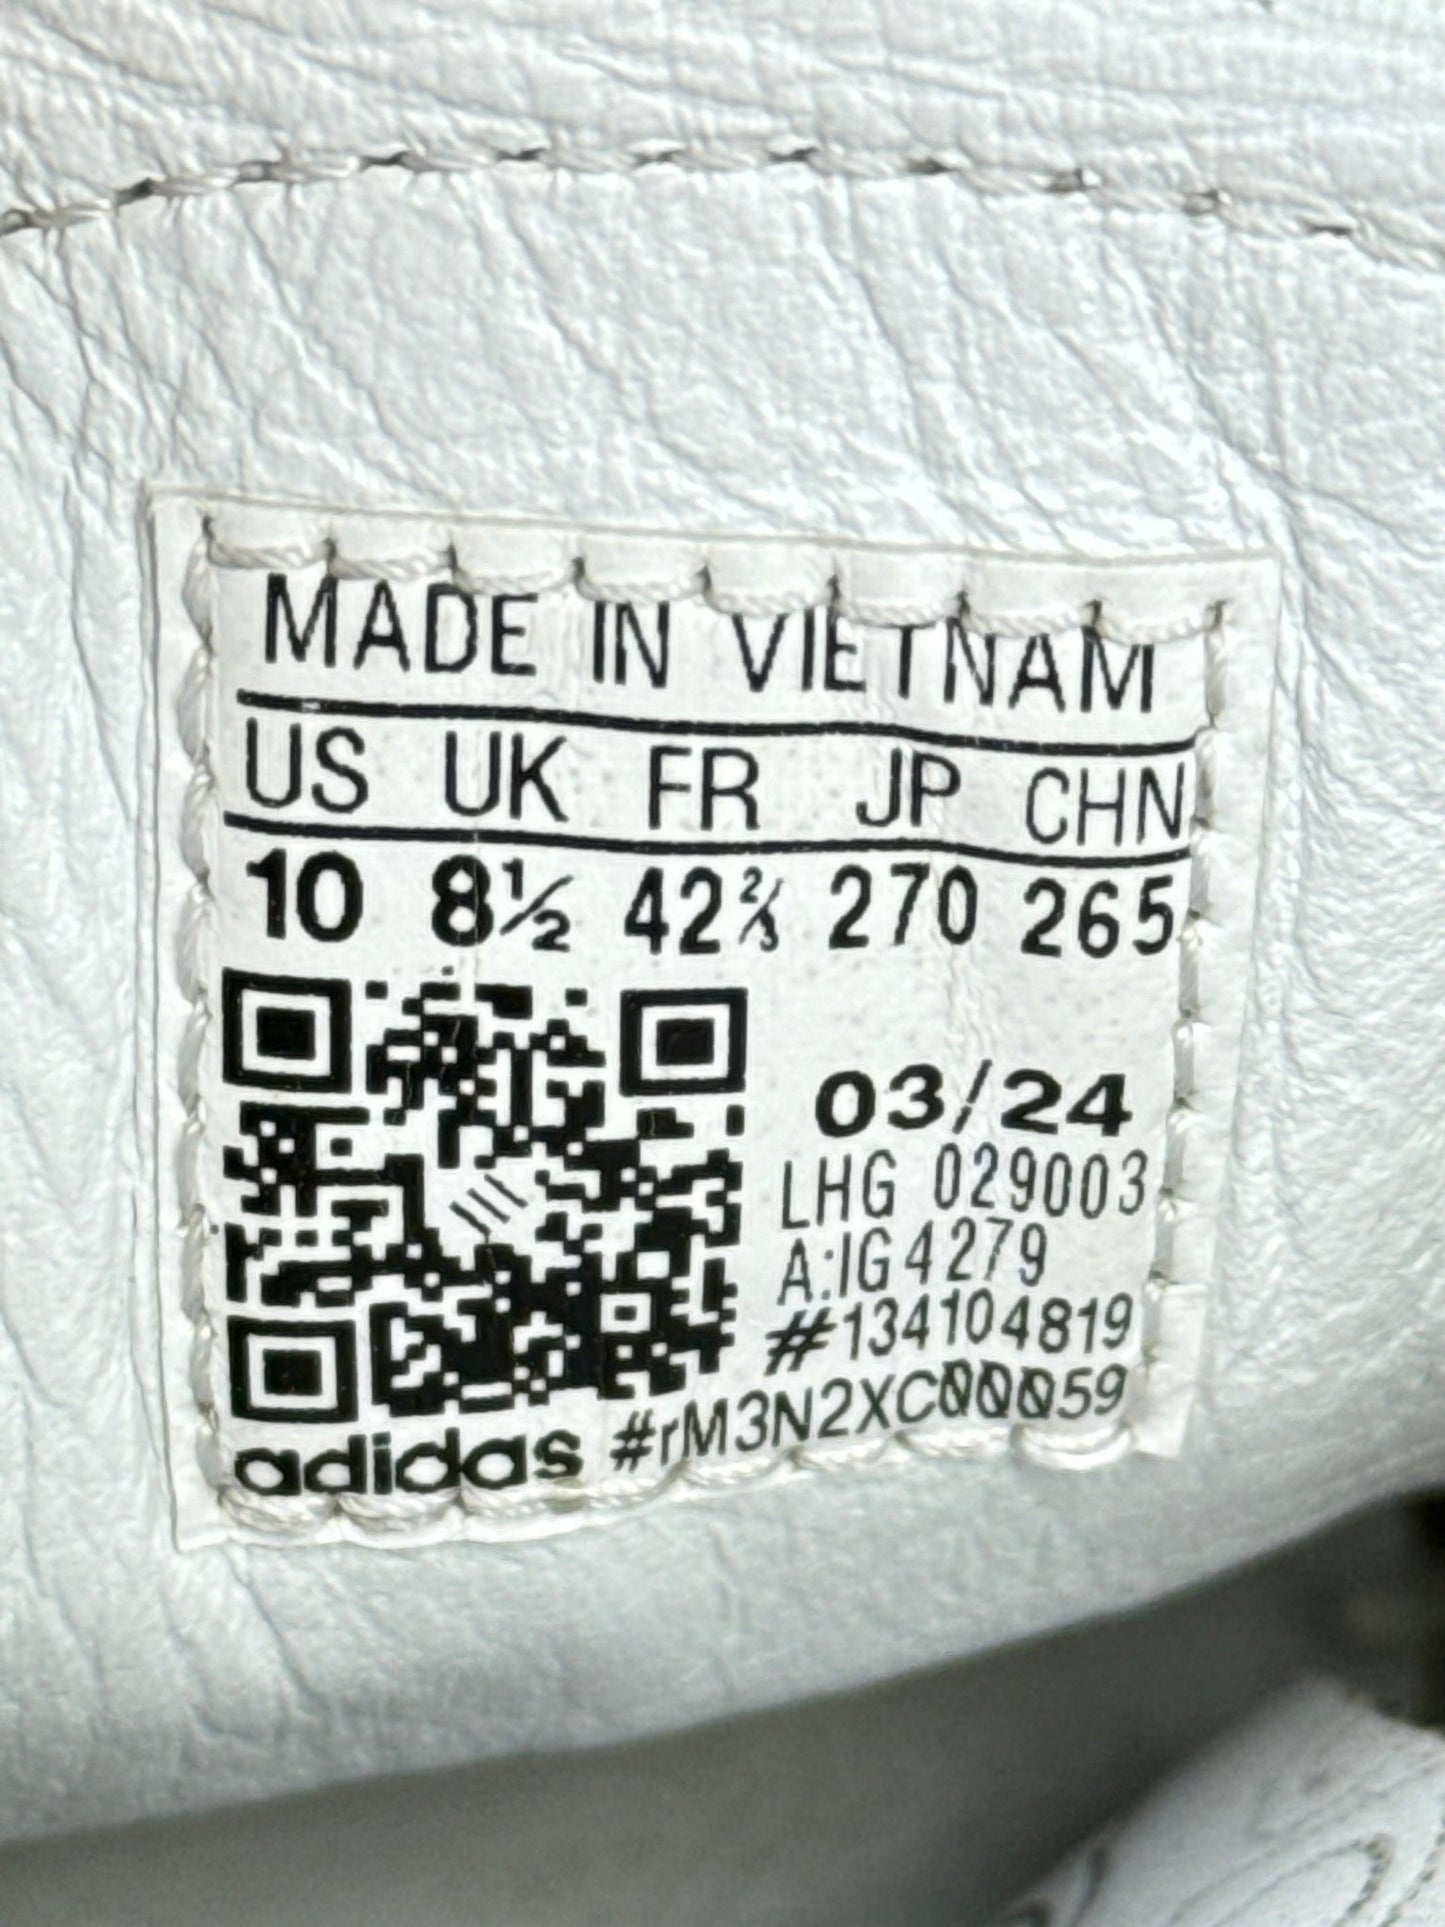 MADE IN VIETNAM
US UK FR JP CHN
10 8½ 42⅔ 270 265
03/24
LHG 029003
A:IG4279
#134104819
adidas #rM3N2XC000059